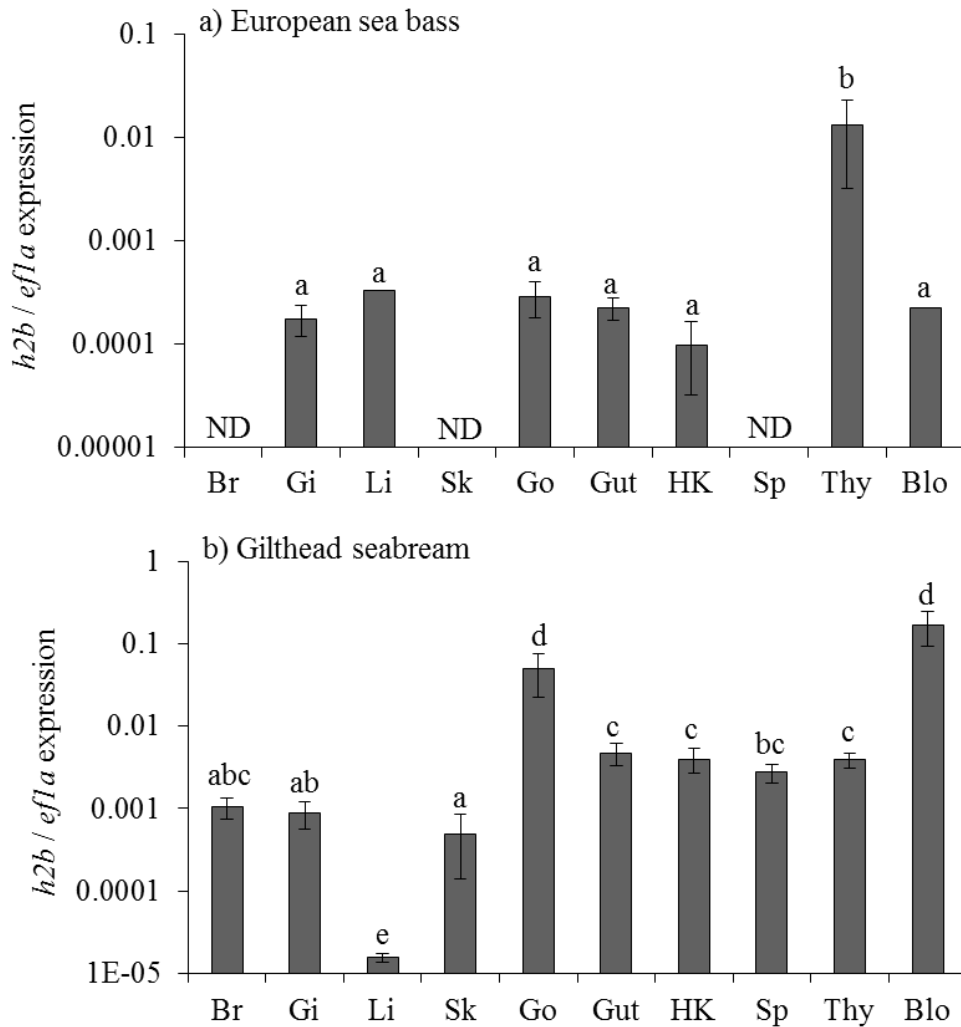 a) European sea bass
h2b / ef1a expression
0.1
0.01
0.001
0.0001
0.00001
b
a
a
a
a
a
a
ND
ND
ND
Br Gi Li Sk Go Gut HK Sp Thy Blo
b) Gilthead seabream
h2b / ef1a expression
1
0.1
0.01
0.001
0.0001
1E-05
abc
ab
e
a
d
c
c
bc
c
d
Br Gi Li Sk Go Gut HK Sp Thy Blo